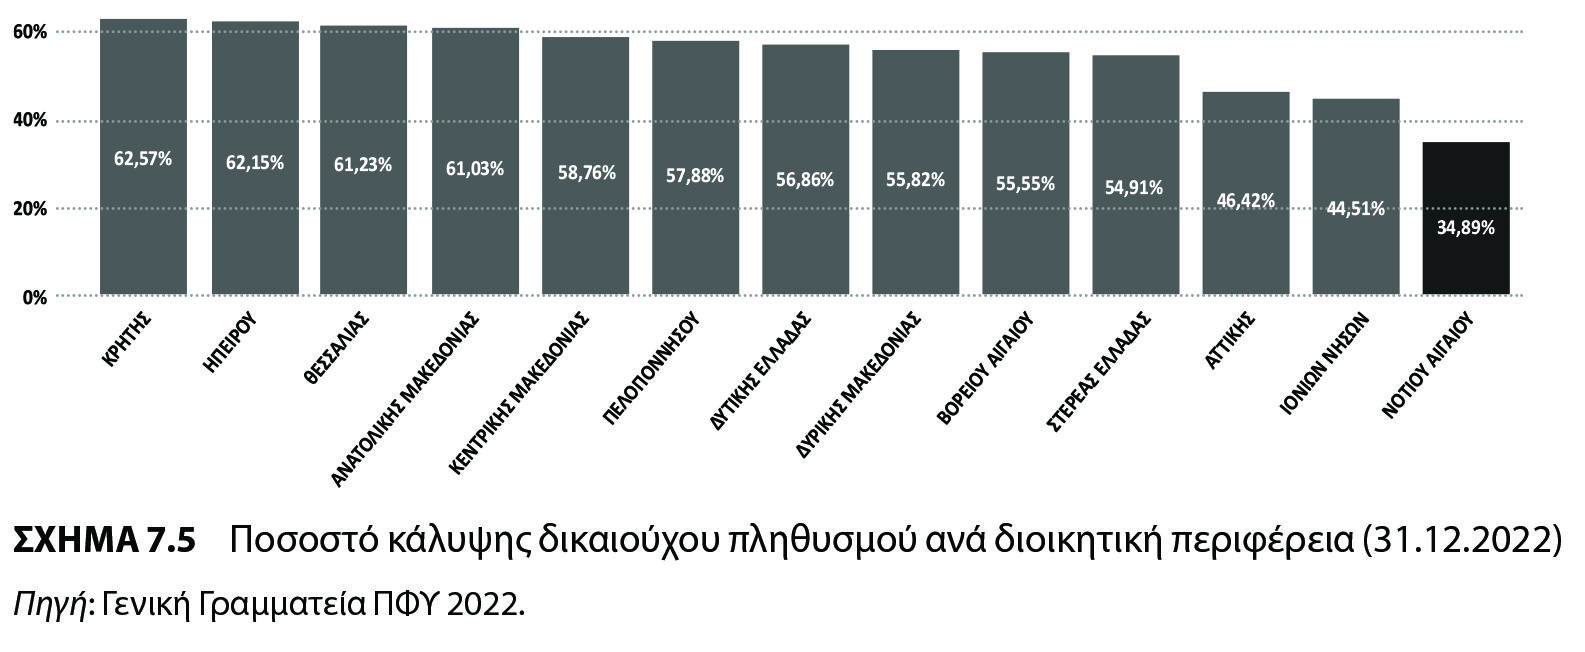 60%
40%
20%
0%
62,57%
62,15%
61,23%
61,03%
58,76%
57,88%
56,86%
55,82%
55,55%
54,91%
46,42%
44,51%
34,89%
ΚΡΗΤΗΣ
ΗΠΕΙΡΟΥ
ΘΕΣΣΑΛΙΑΣ
ΑΝΑΤΟΛΙΚΗΣ ΜΑΚΕΔΟΝΙΑΣ
ΚΕΝΤΡΙΚΗΣ ΜΑΚΕΔΟΝΙΑΣ
ΠΕΛΟΠΟΝΝΗΣΟΥ
ΔΥΤΙΚΗΣ ΕΛΛΑΔΑΣ
ΔΥΡΙΚΗΣ ΜΑΚΕΔΟΝΙΑΣ
ΒΟΡΕΙΟΥ ΑΙΓΑΙΟΥ
ΣΤΕΡΕΑΣ ΕΛΛΑΔΑΣ
ΑΤΤΙΚΗΣ
ΙΟΝΙΩΝ ΝΗΣΩΝ
ΝΟΤΙΟΥ ΑΙΓΑΙΟΥ
ΣΧΗΜΑ 7.5 Ποσοστό κάλυψης δικαιούχου πληθυσμού ανά διοικητική περιφέρεια (31.12.2022)
Πηγή: Γενική Γραμματεία ΠΦΥ 2022.